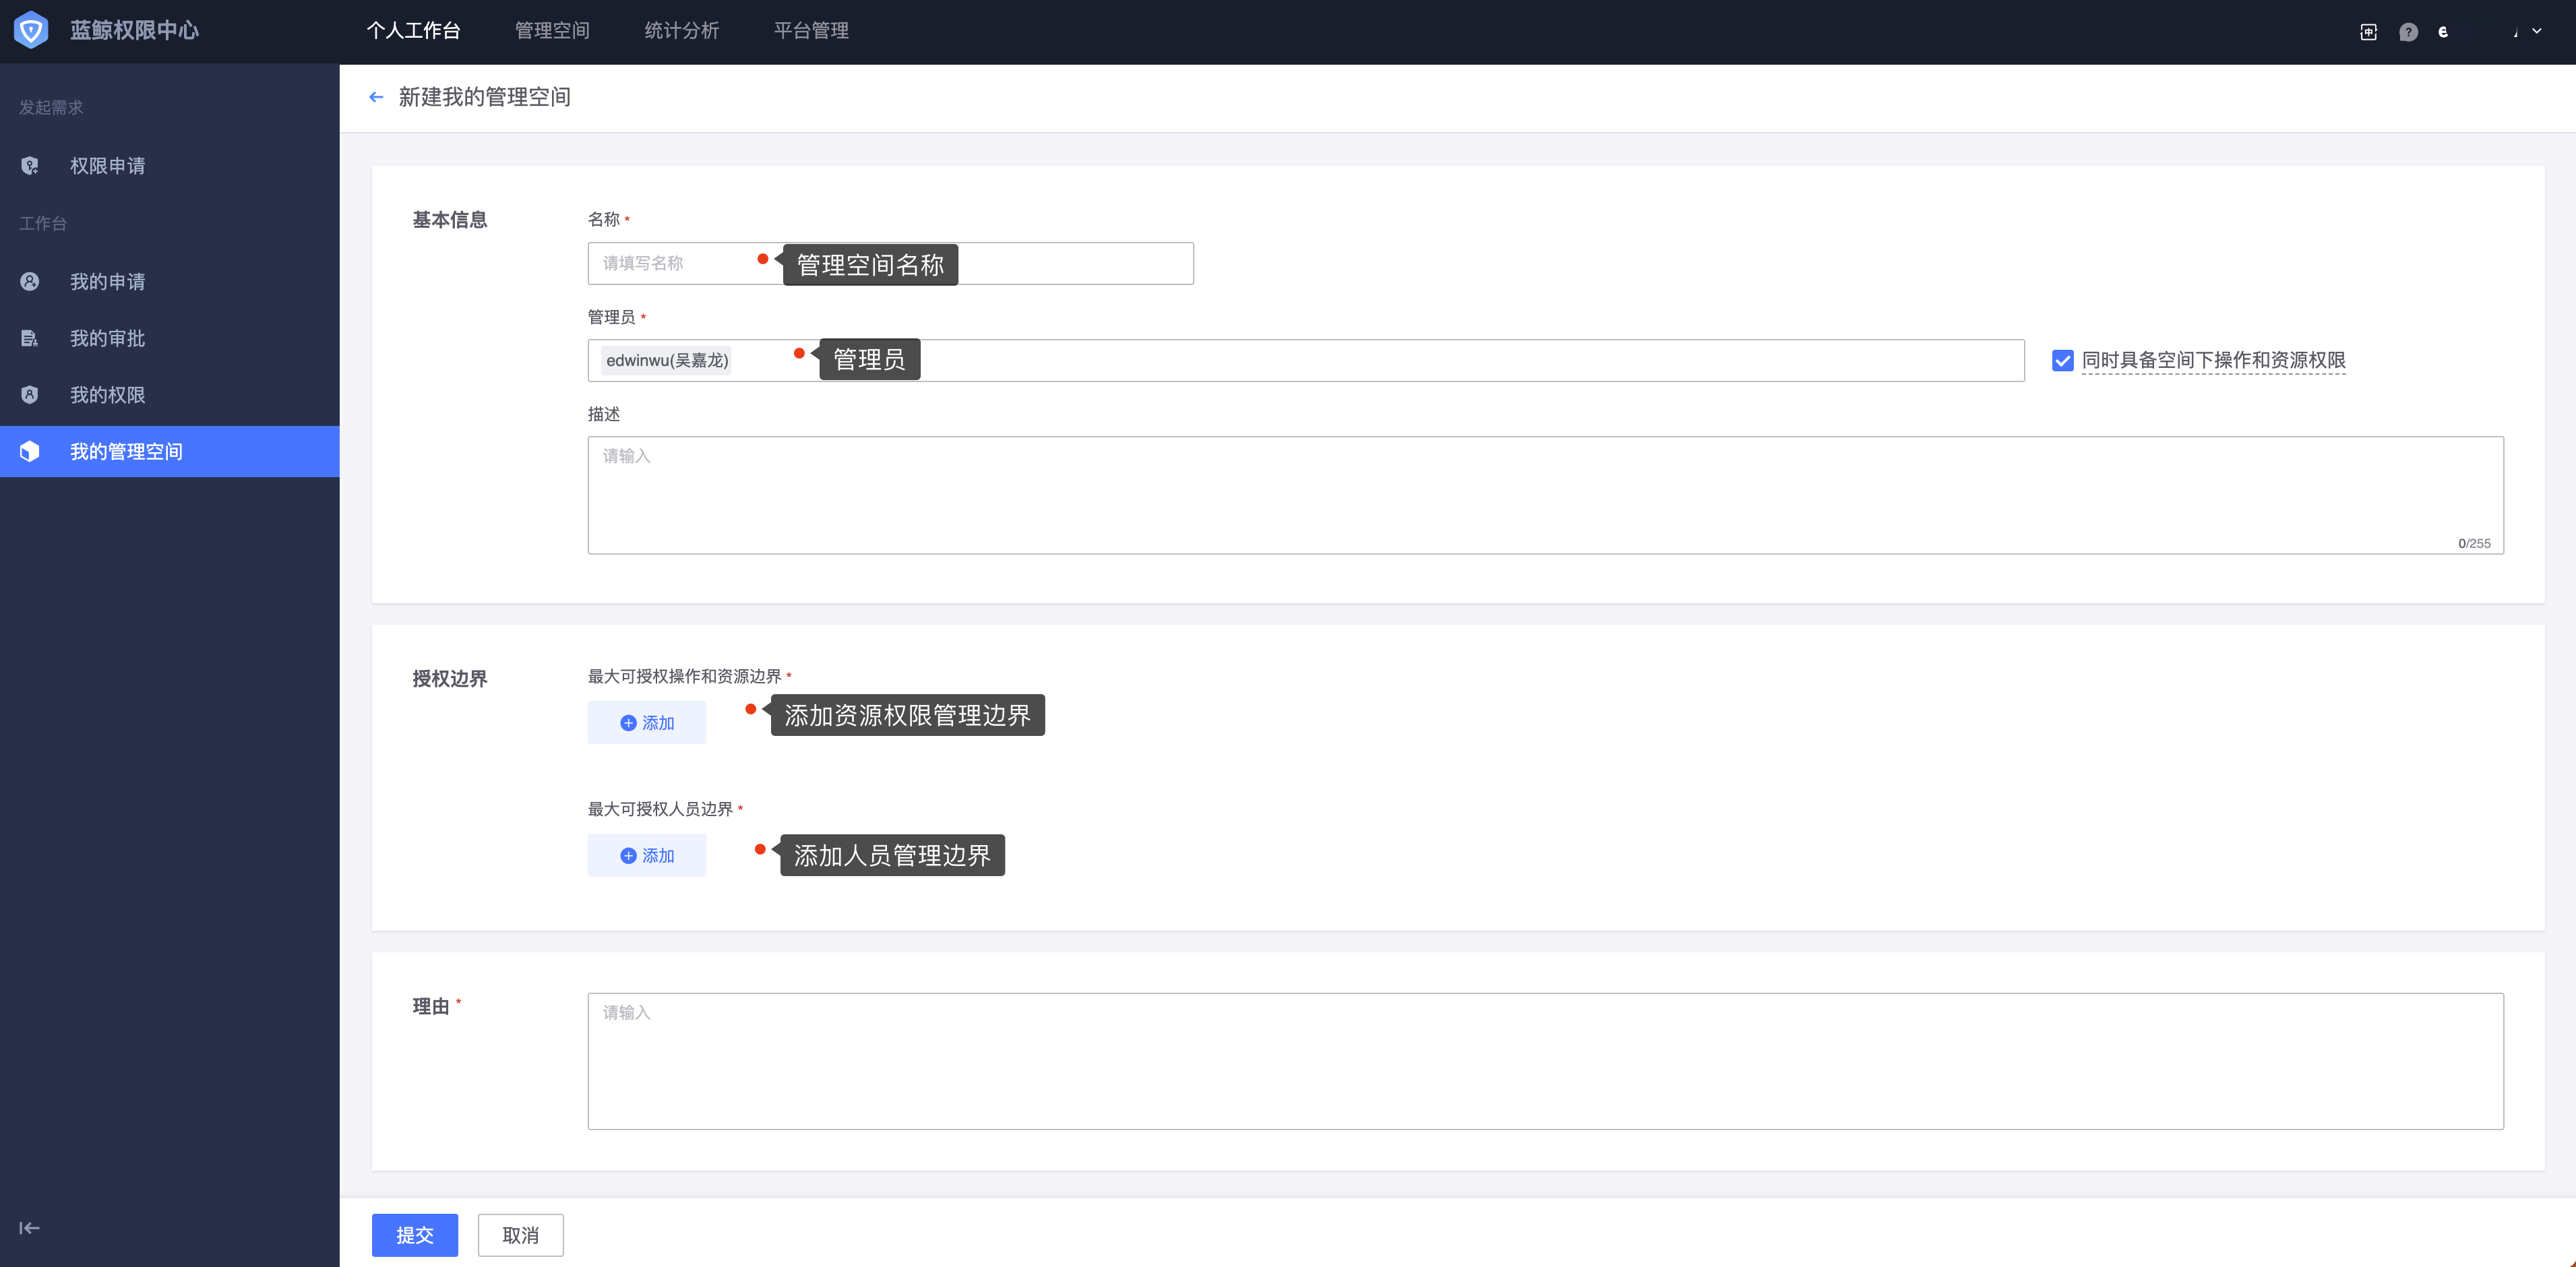 蓝鲸权限中心
个人工作台
管理空间
统计分析
平台管理
发起需求
权限申请
工作台
我的申请
我的审批
我的权限
我的管理空间
新建我的管理空间
基本信息
名称 *
请填写名称
管理空间名称
管理员 *
edwinwu(吴嘉龙)
管理员
同时具备空间下操作和资源权限
描述
请输入
0/255
授权边界
最大可授权操作和资源边界 *
添加
添加资源权限管理边界
最大可授权人员边界 *
添加
添加人员管理边界
理由 *
请输入
提交
取消